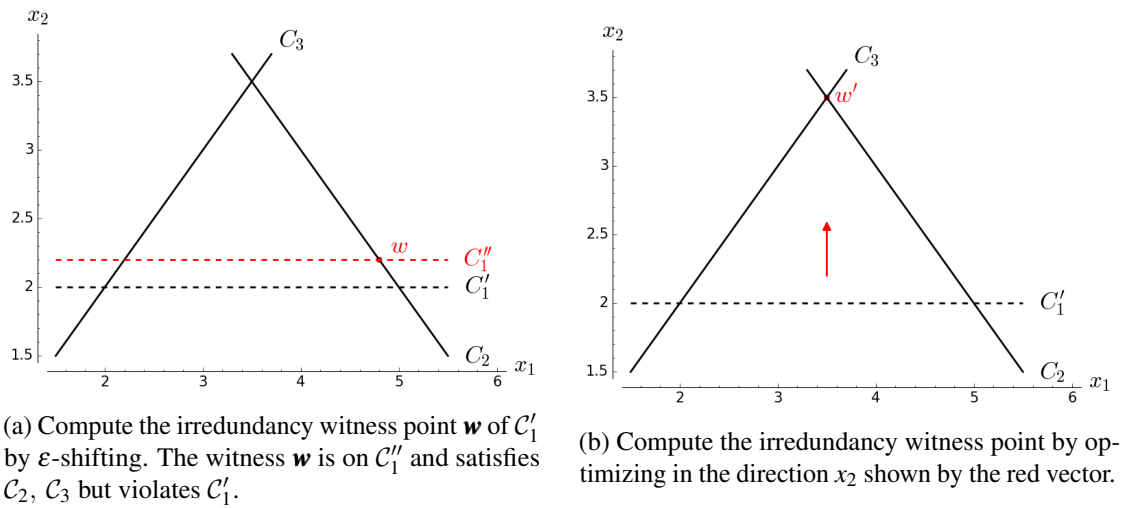 x₂
C₃
3.5
3
2.5
w
C₁″
2
C₁′
1.5
C₂
x₁
2
3
4
5
6
(a) Compute the irredundancy witness point w of C₁′
by ε-shifting. The witness w is on C₁″ and satisfies
C₂, C₃ but violates C₁′.
x₂
C₃
3.5
w′
3
2.5
2
C₁′
1.5
C₂
x₁
2
3
4
5
6
(b) Compute the irredundancy witness point by op-
timizing in the direction x₂ shown by the red vector.